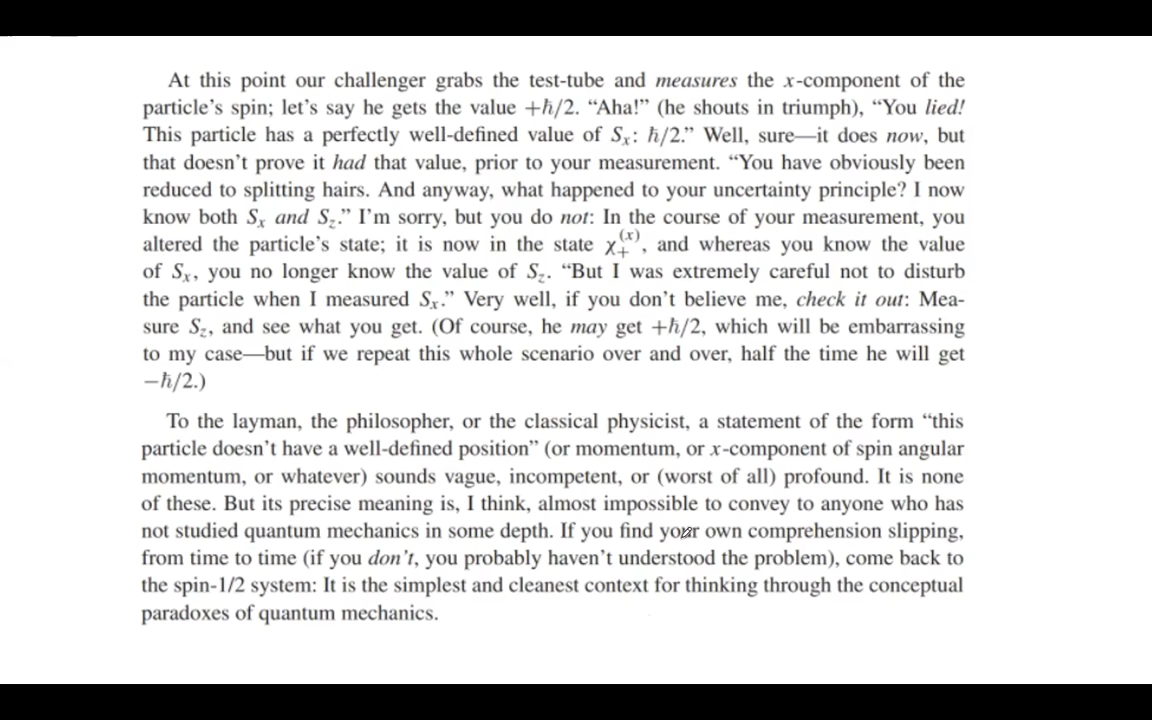 At this point our challenger grabs the test-tube and measures the x-component of the
particle's spin; let's say he gets the value +ℏ/2. “Aha!” (he shouts in triumph), “You lied!
This particle has a perfectly well-defined value of Sₓ: ℏ/2.” Well, sure—it does now, but
that doesn't prove it had that value, prior to your measurement. “You have obviously been
reduced to splitting hairs. And anyway, what happened to your uncertainty principle? I now
know both Sₓ and S_z.” I'm sorry, but you do not: In the course of your measurement, you
altered the particle's state; it is now in the state χ₊⁽ˣ⁾, and whereas you know the value
of Sₓ, you no longer know the value of S_z. “But I was extremely careful not to disturb
the particle when I measured Sₓ.” Very well, if you don't believe me, check it out: Mea-
sure S_z, and see what you get. (Of course, he may get +ℏ/2, which will be embarrassing
to my case—but if we repeat this whole scenario over and over, half the time he will get
−ℏ/2.)
To the layman, the philosopher, or the classical physicist, a statement of the form “this
particle doesn't have a well-defined position” (or momentum, or x-component of spin angular
momentum, or whatever) sounds vague, incompetent, or (worst of all) profound. It is none
of these. But its precise meaning is, I think, almost impossible to convey to anyone who has
not studied quantum mechanics in some depth. If you find your own comprehension slipping,
from time to time (if you don't, you probably haven't understood the problem), come back to
the spin-1/2 system: It is the simplest and cleanest context for thinking through the conceptual
paradoxes of quantum mechanics.